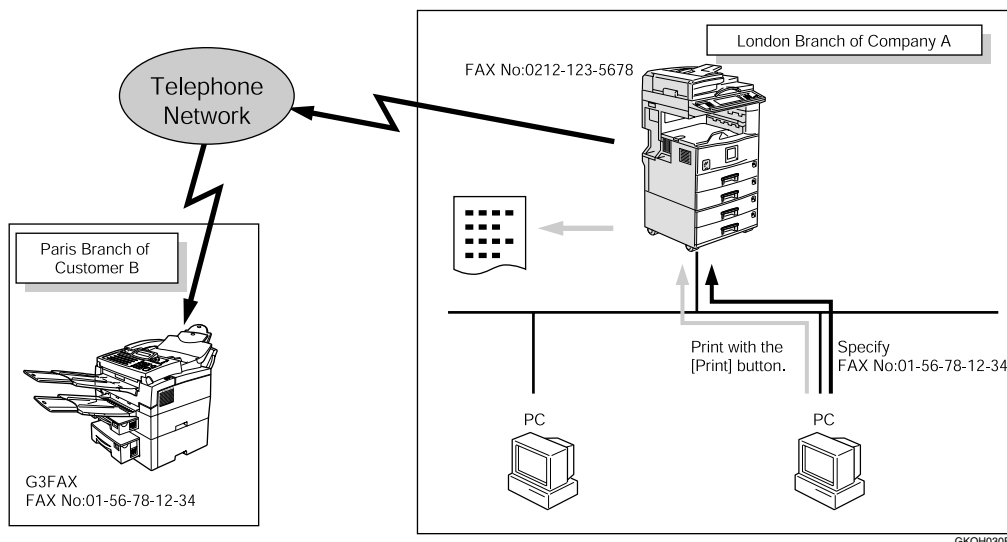 London Branch of Company A
FAX No:0212-123-5678
Telephone
Network
Paris Branch of
Customer B
G3FAX
FAX No:01-56-78-12-34
Print with the
[Print] button.
Specify
FAX No:01-56-78-12-34
PC
PC